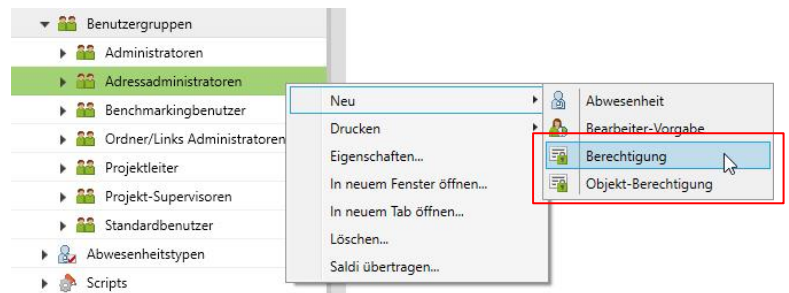 Benutzergruppen
Administratoren
Adressadministratoren
Benchmarkingbenutzer
Ordner/Links Administratoren
Projektleiter
Projekt-Supervisoren
Standardbenutzer
Abwesenheitstypen
Scripts
Neu
Drucken
Eigenschaften...
In neuem Fenster öffnen...
In neuem Tab öffnen...
Löschen...
Saldi übertragen...
Abwesenheit
Bearbeiter-Vorgabe
Berechtigung
Objekt-Berechtigung